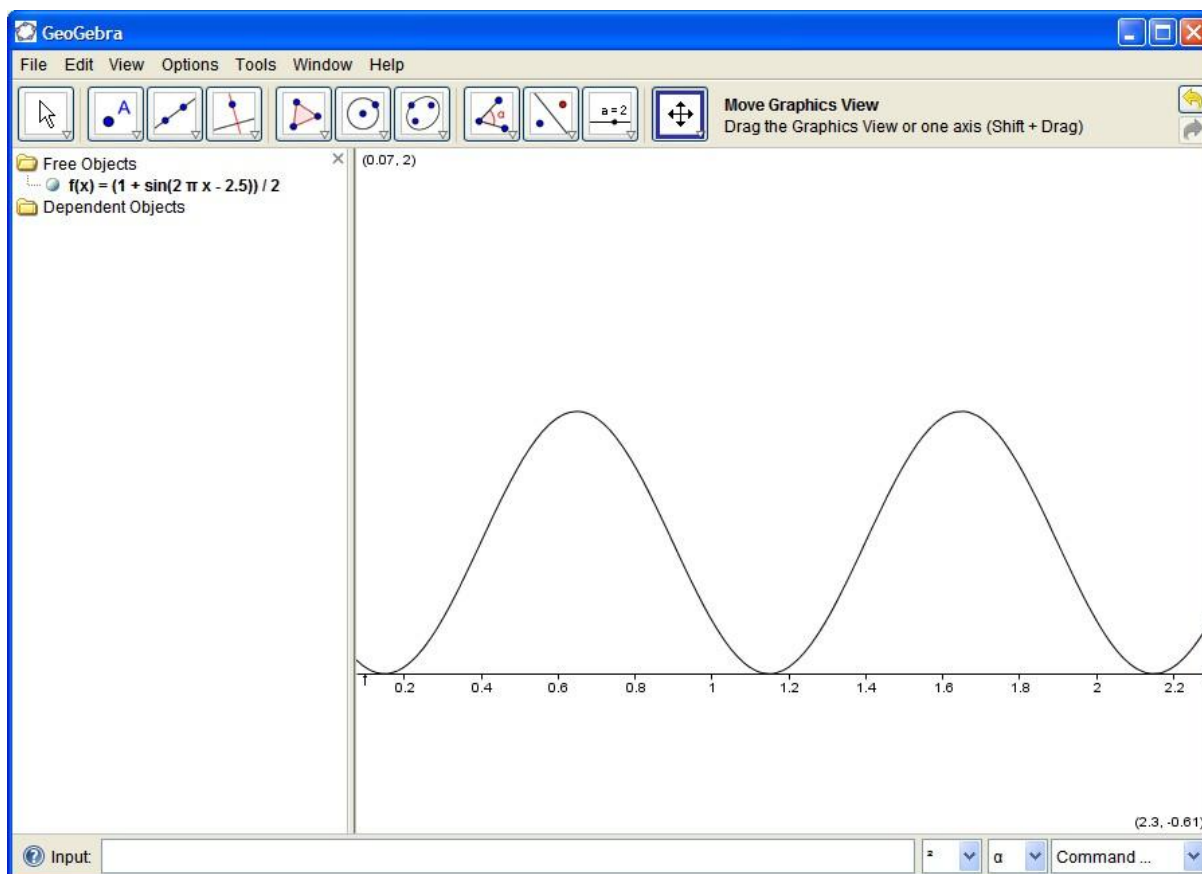 GeoGebra
File Edit View Options Tools Window Help
A
α
a=2
Move Graphics View
Drag the Graphics View or one axis (Shift + Drag)
Free Objects
f(x) = (1 + sin(2 π x - 2.5)) / 2
Dependent Objects
(0.07, 2)
0.2 0.4 0.6 0.8 1 1.2 1.4 1.6 1.8 2 2.2
(2.3, -0.61)
Input: ² α Command ...